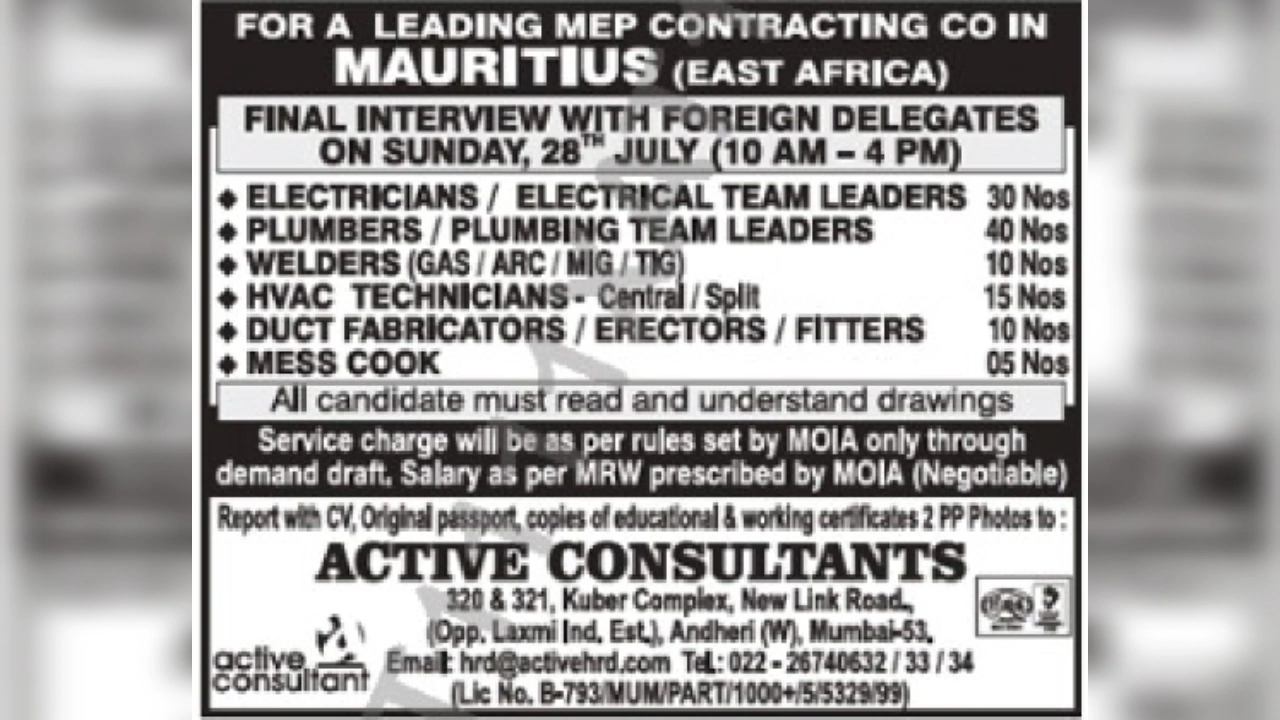 FOR A LEADING MEP CONTRACTING CO IN
MAURITIUS (EAST AFRICA)
FINAL INTERVIEW WITH FOREIGN DELEGATES
ON SUNDAY, 28TH JULY (10 AM – 4 PM)
◆ ELECTRICIANS / ELECTRICAL TEAM LEADERS 30 Nos
◆ PLUMBERS / PLUMBING TEAM LEADERS 40 Nos
◆ WELDERS (GAS / ARC / MIG / TIG) 10 Nos
◆ HVAC TECHNICIANS - Central / Split 15 Nos
◆ DUCT FABRICATORS / ERECTORS / FITTERS 10 Nos
◆ MESS COOK 05 Nos
All candidate must read and understand drawings
Service charge will be as per rules set by MOIA only through
demand draft. Salary as per MRW prescribed by MOIA (Negotiable)
Report with CV, Original passport, copies of educational & working certificates 2 PP Photos to :
ACTIVE CONSULTANTS
320 & 321, Kuber Complex, New Link Road.,
(Opp. Laxmi Ind. Est.), Andheri (W), Mumbai-53.
Email: hrd@activehrd.com Tel.: 022 - 26740632 / 33 / 34
(Lic No. B-793/MUM/PART/1000+/5/5329/99)
active
consultant